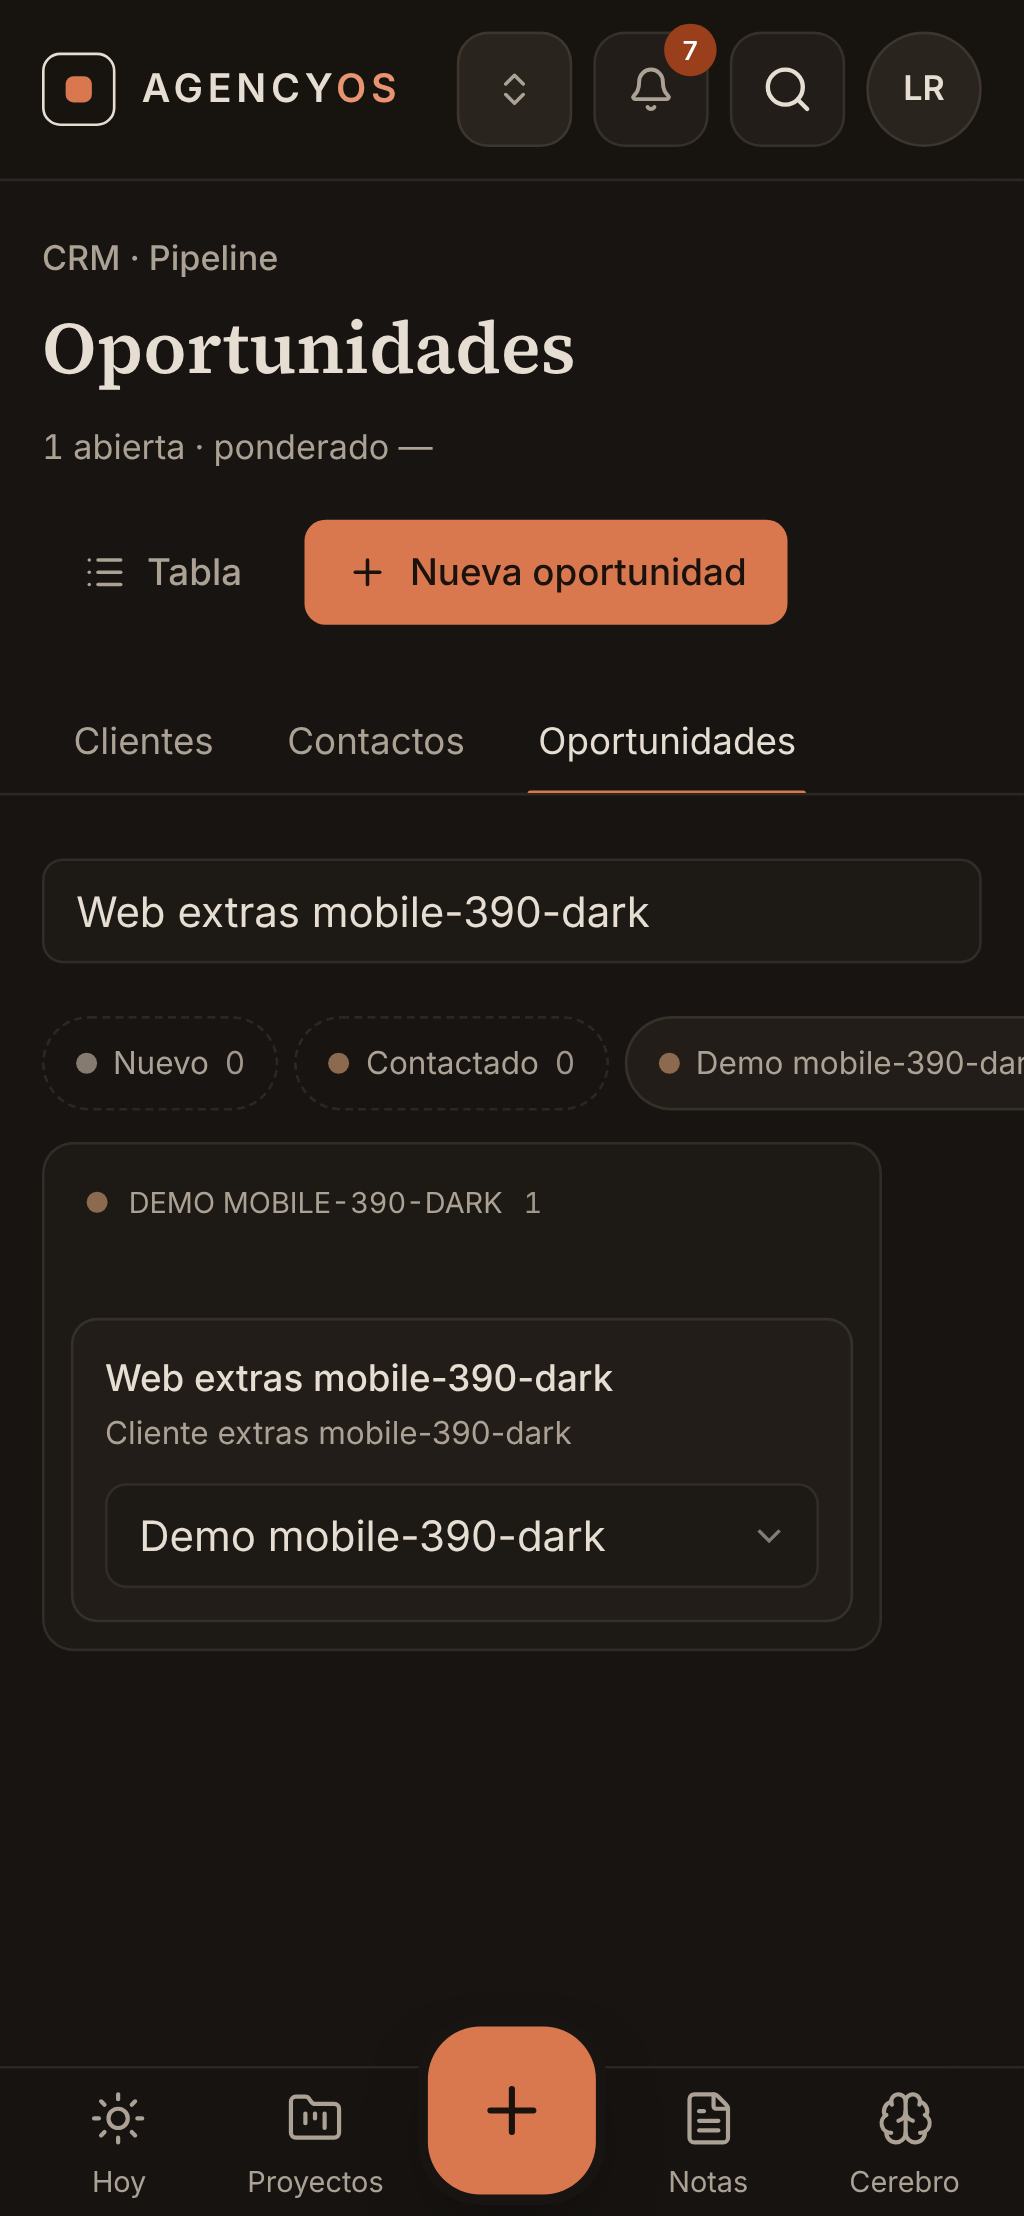 AGENCYOS
7
LR
CRM · Pipeline
Oportunidades
1 abierta · ponderado —
Tabla
Nueva oportunidad
Clientes
Contactos
Oportunidades
Web extras mobile-390-dark
Nuevo 0
Contactado 0
Demo mobile-390-dar
DEMO MOBILE-390-DARK 1
Web extras mobile-390-dark
Cliente extras mobile-390-dark
Demo mobile-390-dark
Hoy
Proyectos
Notas
Cerebro